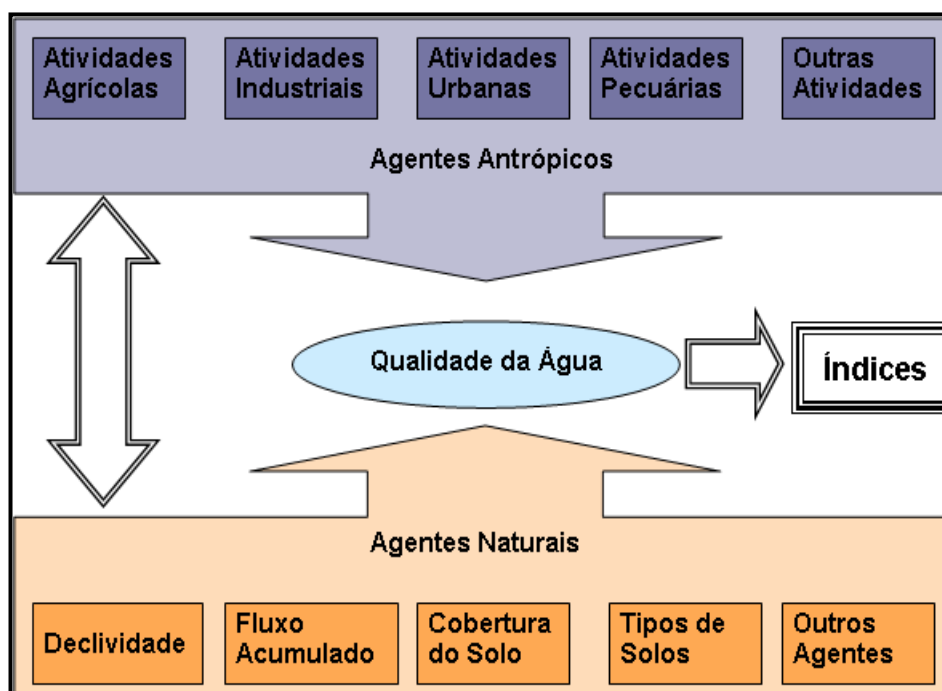 Atividades
Agrícolas
Atividades
Industriais
Atividades
Urbanas
Atividades
Pecuárias
Outras
Atividades
Agentes Antrópicos
Qualidade da Água
Índices
Agentes Naturais
Declividade
Fluxo
Acumulado
Cobertura
do Solo
Tipos de
Solos
Outros
Agentes